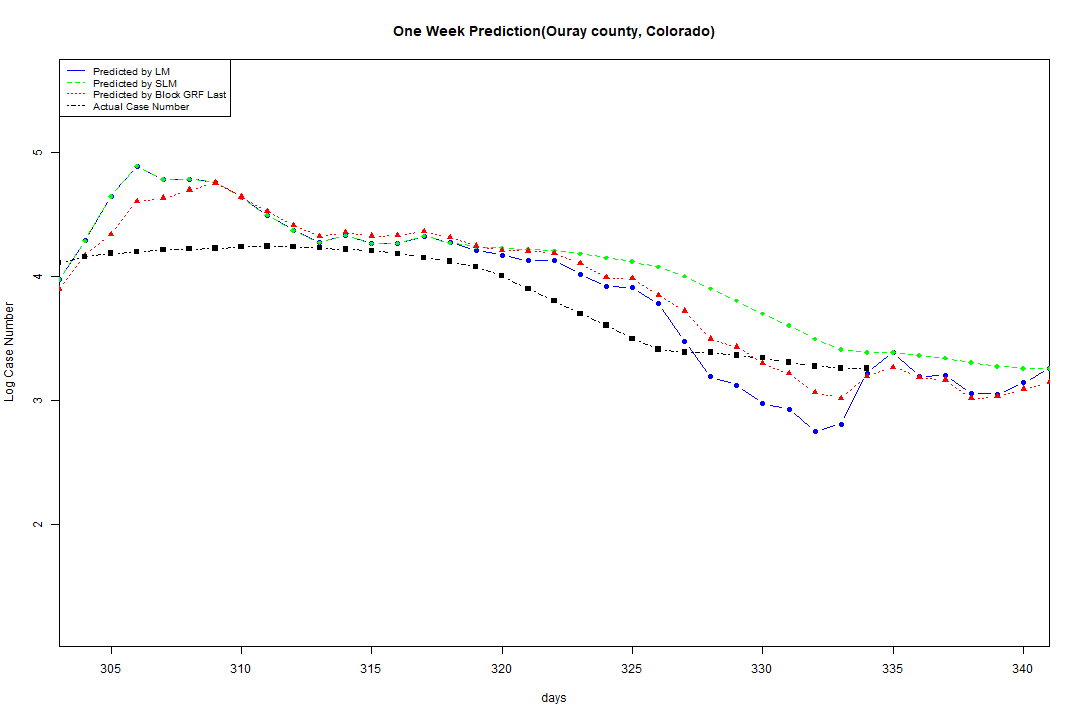 One Week Prediction(Ouray county, Colorado)
Predicted by LM
Predicted by SLM
Predicted by Block GRF Last
Actual Case Number
Log Case Number
5
4
3
2
305 310 315 320 325 330 335 340
days